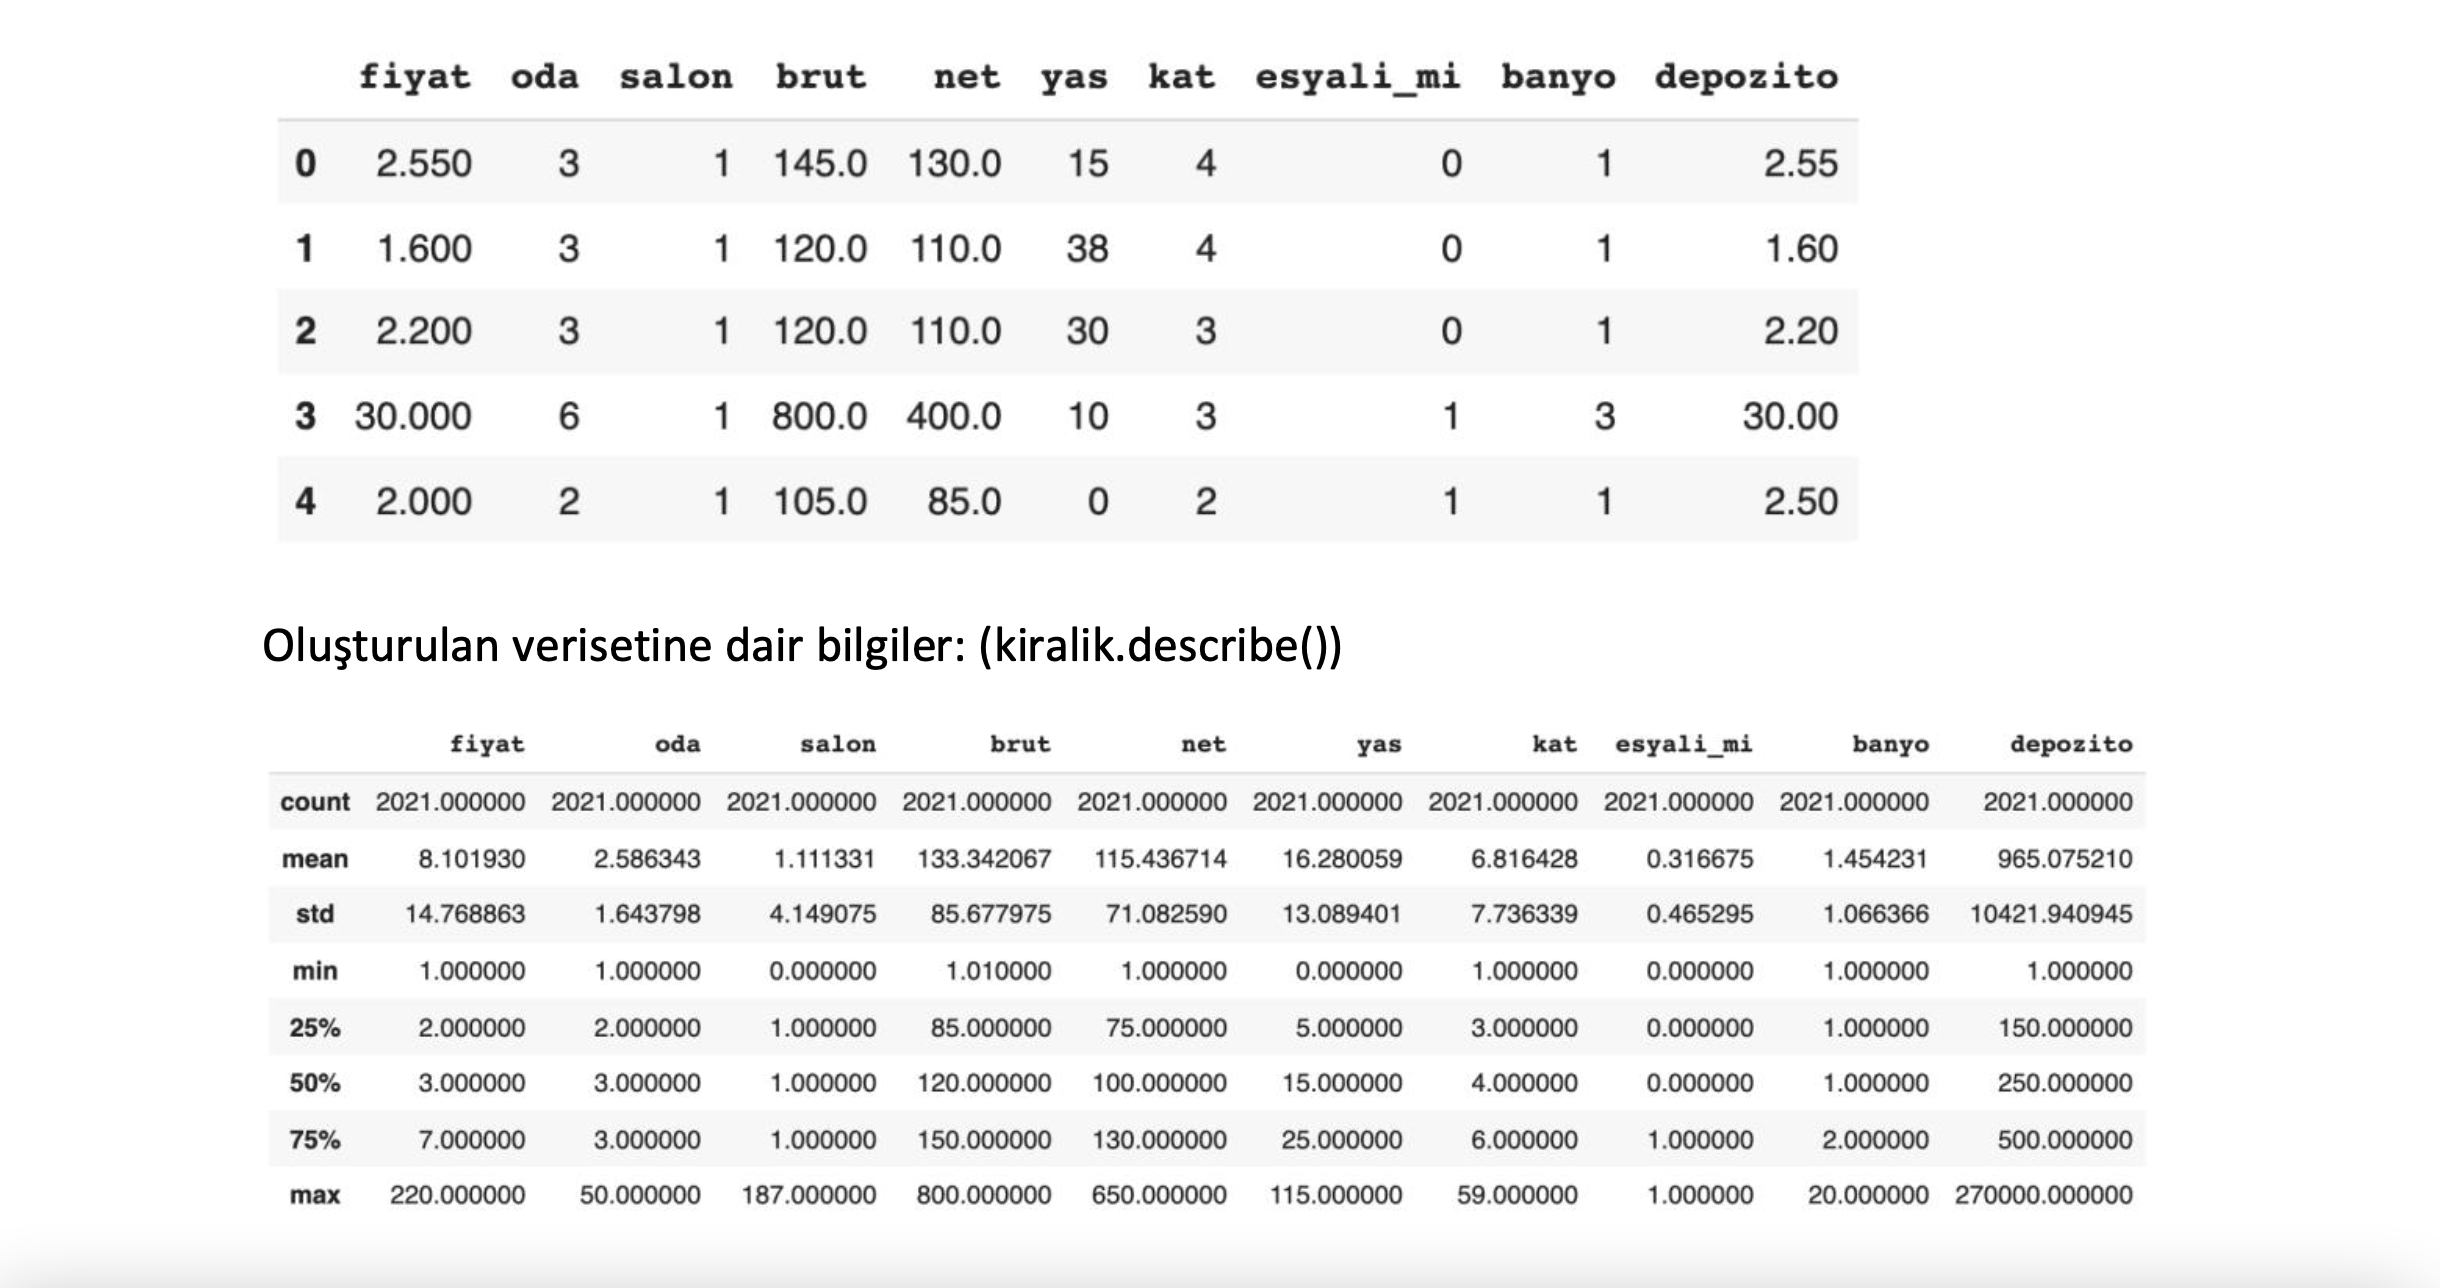 fiyat oda salon brut net yas kat esyali_mi banyo depozito
0 2.550 3 1 145.0 130.0 15 4 0 1 2.55
1 1.600 3 1 120.0 110.0 38 4 0 1 1.60
2 2.200 3 1 120.0 110.0 30 3 0 1 2.20
3 30.000 6 1 800.0 400.0 10 3 1 3 30.00
4 2.000 2 1 105.0 85.0 0 2 1 1 2.50
Oluşturulan verisetine dair bilgiler: (kiralik.describe())
fiyat oda salon brut net yas kat esyali_mi banyo depozito
count 2021.000000 2021.000000 2021.000000 2021.000000 2021.000000 2021.000000 2021.000000 2021.000000 2021.000000 2021.000000
mean 8.101930 2.586343 1.111331 133.342067 115.436714 16.280059 6.816428 0.316675 1.454231 965.075210
std 14.768863 1.643798 4.149075 85.677975 71.082590 13.089401 7.736339 0.465295 1.066366 10421.940945
min 1.000000 1.000000 0.000000 1.010000 1.000000 0.000000 1.000000 0.000000 1.000000 1.000000
25% 2.000000 2.000000 1.000000 85.000000 75.000000 5.000000 3.000000 0.000000 1.000000 150.000000
50% 3.000000 3.000000 1.000000 120.000000 100.000000 15.000000 4.000000 0.000000 1.000000 250.000000
75% 7.000000 3.000000 1.000000 150.000000 130.000000 25.000000 6.000000 1.000000 2.000000 500.000000
max 220.000000 50.000000 187.000000 800.000000 650.000000 115.000000 59.000000 1.000000 20.000000 270000.000000